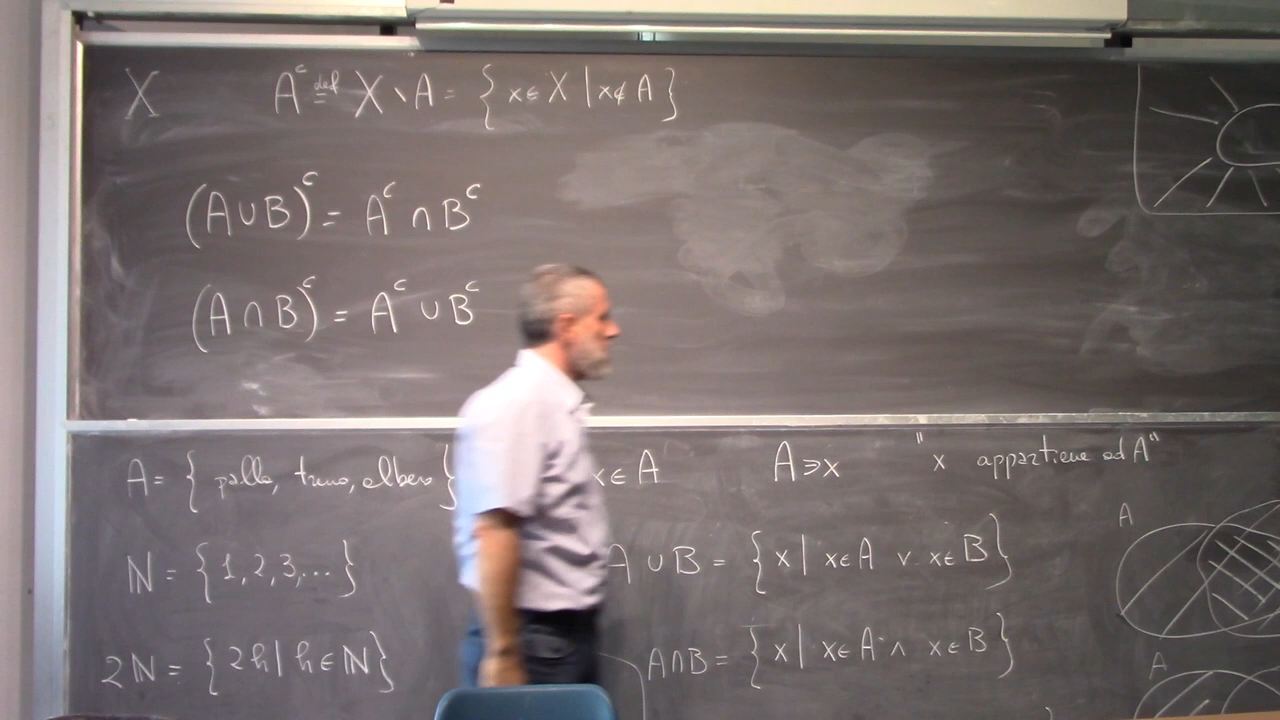 X A^c def= X \ A = { x ∈ X | x ∉ A }
(A ∪ B)^c = A^c ∩ B^c
(A ∩ B)^c = A^c ∪ B^c
A = { palla, treno, albero } x ∈ A A ∋ x "x appartiene ad A"
ℕ = {1, 2, 3, ...} A ∪ B = { x | x ∈ A ∨ x ∈ B } A
2ℕ = { 2h | h ∈ ℕ } A ∩ B = { x | x ∈ A ∧ x ∈ B } A